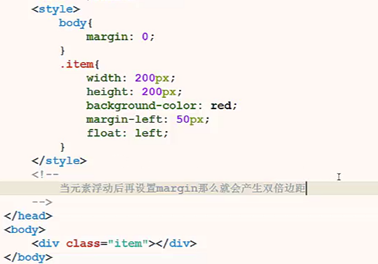 <style>
body{
margin: 0;
}
.item{
width: 200px;
height: 200px;
background-color: red;
margin-left: 50px;
float: left;
}
</style>
<!--
当元素浮动后再设置margin那么就会产生双倍边距
-->
</head>
<body>
<div class="item"></div>
</body>